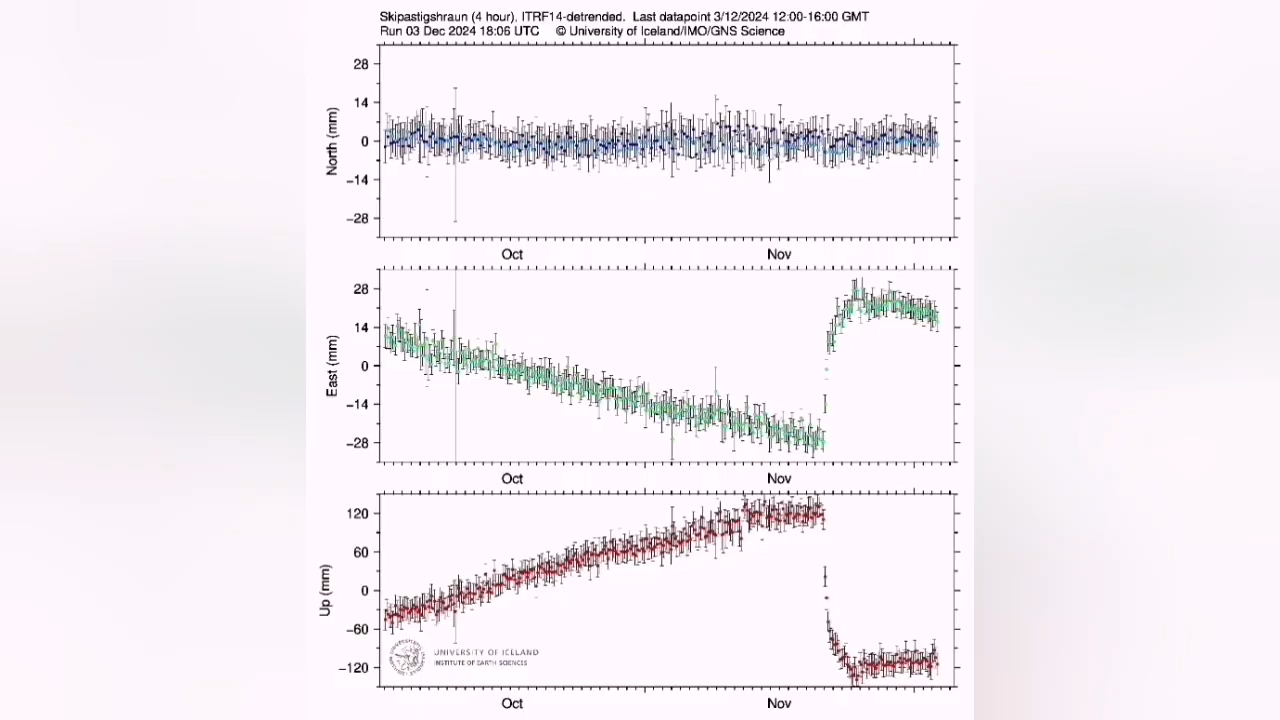 Skipastigshraun (4 hour), ITRF14-detrended. Last datapoint 3/12/2024 12:00-16:00 GMT
Run 03 Dec 2024 18:06 UTC © University of Iceland/IMO/GNS Science
28
14
0
−14
−28
North (mm)
Oct Nov
28
14
0
−14
−28
East (mm)
Oct Nov
120
60
0
−60
−120
Up (mm)
UNIVERSITY OF ICELAND
INSTITUTE OF EARTH SCIENCES
Oct Nov